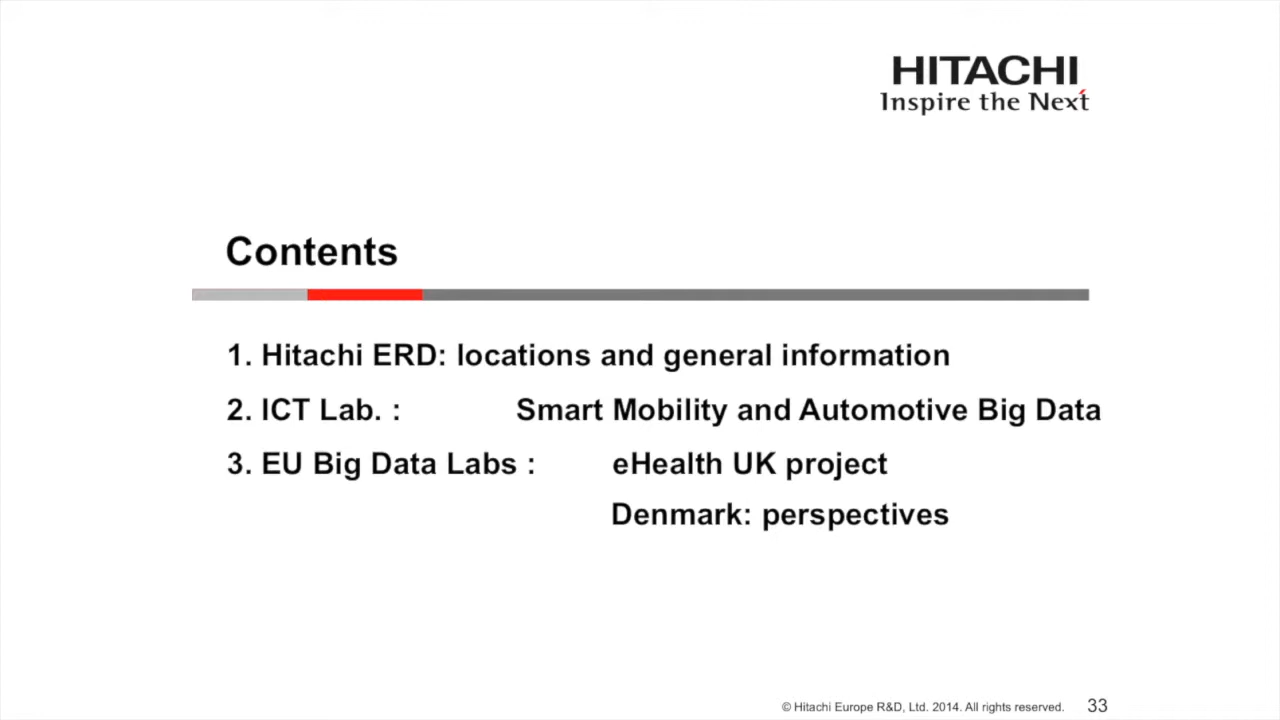 HITACHI
Inspire the Next
Contents
1. Hitachi ERD: locations and general information
2. ICT Lab. : Smart Mobility and Automotive Big Data
3. EU Big Data Labs : eHealth UK project
Denmark: perspectives
© Hitachi Europe R&D, Ltd. 2014. All rights reserved. 33